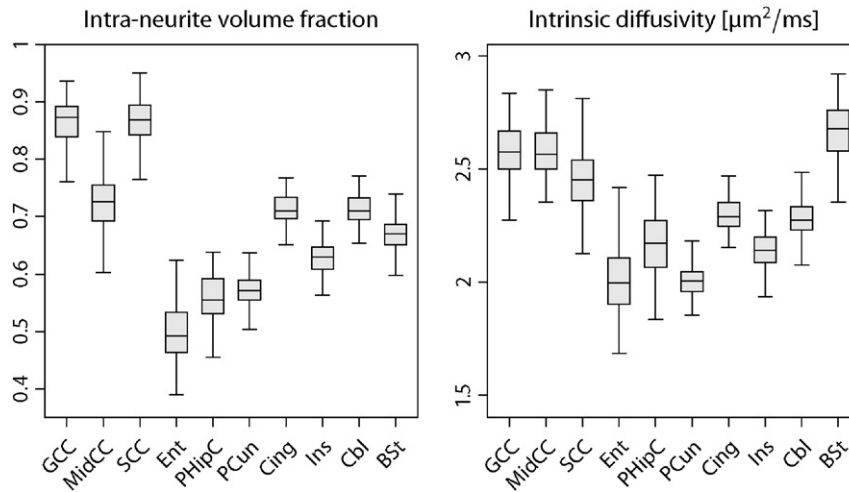 Intra-neurite volume fraction
1
0.9
0.8
0.7
0.6
0.5
0.4
GCC
MidCC
SCC
Ent
PHipC
PCun
Cing
Ins
Cbl
BSt
Intrinsic diffusivity [μm²/ms]
3
2.5
2
1.5
GCC
MidCC
SCC
Ent
PHipC
PCun
Cing
Ins
Cbl
BSt